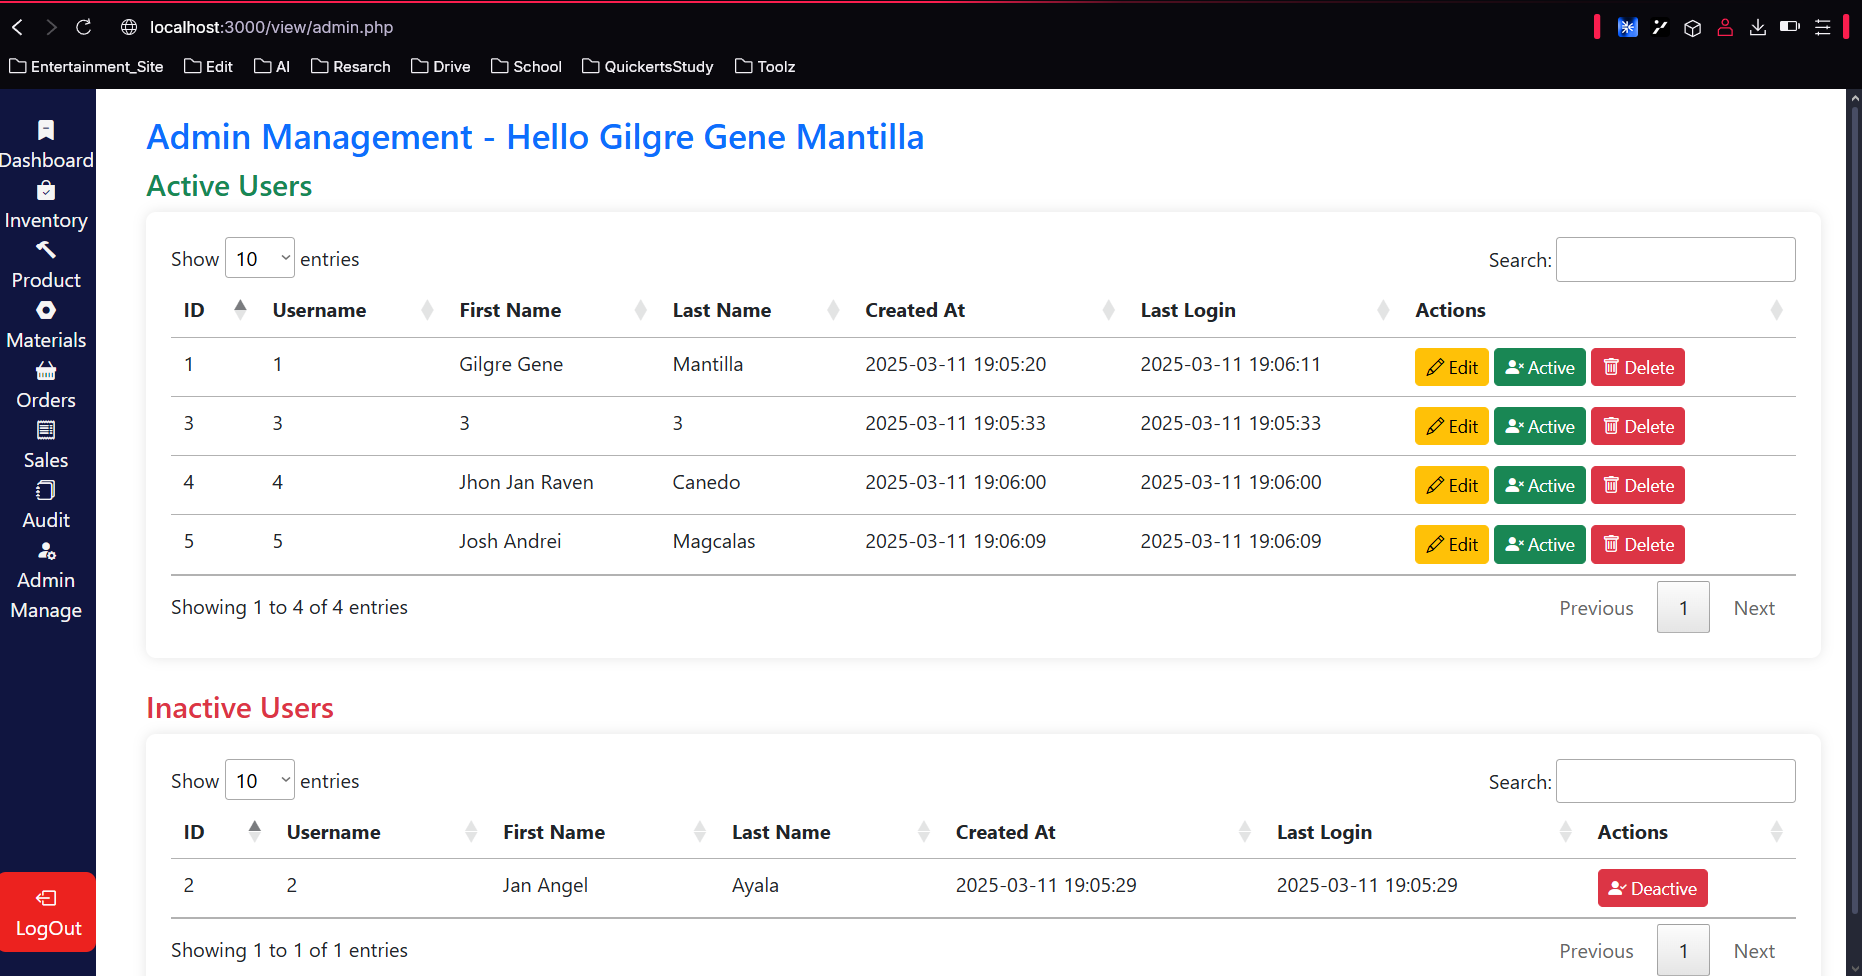 localhost:3000/view/admin.php
Entertainment_Site Edit AI Resarch Drive School QuickertsStudy Toolz
Dashboard
Inventory
Product
Materials
Orders
Sales
Audit
Admin
Manage
LogOut
Admin Management - Hello Gilgre Gene Mantilla
Active Users
Show 10 entries Search:
ID Username First Name Last Name Created At Last Login Actions
1 1 Gilgre Gene Mantilla 2025-03-11 19:05:20 2025-03-11 19:06:11 Edit Active Delete
3 3 3 3 2025-03-11 19:05:33 2025-03-11 19:05:33 Edit Active Delete
4 4 Jhon Jan Raven Canedo 2025-03-11 19:06:00 2025-03-11 19:06:00 Edit Active Delete
5 5 Josh Andrei Magcalas 2025-03-11 19:06:09 2025-03-11 19:06:09 Edit Active Delete
Showing 1 to 4 of 4 entries Previous 1 Next
Inactive Users
Show 10 entries Search:
ID Username First Name Last Name Created At Last Login Actions
2 2 Jan Angel Ayala 2025-03-11 19:05:29 2025-03-11 19:05:29 Deactive
Showing 1 to 1 of 1 entries Previous 1 Next